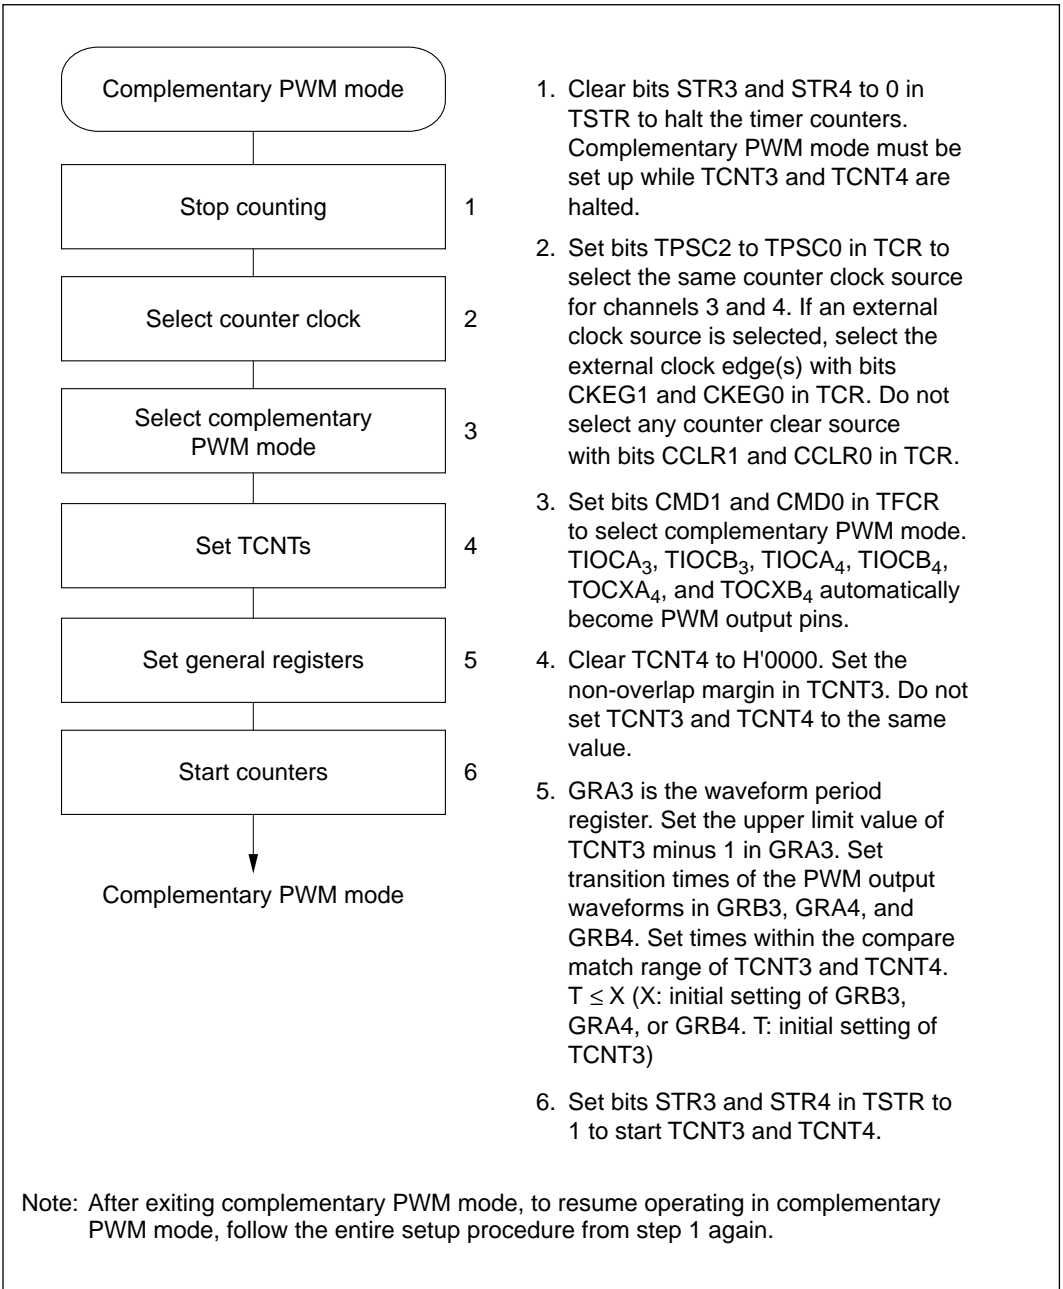 Complementary PWM mode
Stop counting
1
Select counter clock
2
Select complementary
PWM mode
3
Set TCNTs
4
Set general registers
5
Start counters
6
Complementary PWM mode
1. Clear bits STR3 and STR4 to 0 in
TSTR to halt the timer counters.
Complementary PWM mode must be
set up while TCNT3 and TCNT4 are
halted.
2. Set bits TPSC2 to TPSC0 in TCR to
select the same counter clock source
for channels 3 and 4. If an external
clock source is selected, select the
external clock edge(s) with bits
CKEG1 and CKEG0 in TCR. Do not
select any counter clear source
with bits CCLR1 and CCLR0 in TCR.
3. Set bits CMD1 and CMD0 in TFCR
to select complementary PWM mode.
TIOCA₃, TIOCB₃, TIOCA₄, TIOCB₄,
TOCXA₄, and TOCXB₄ automatically
become PWM output pins.
4. Clear TCNT4 to H'0000. Set the
non-overlap margin in TCNT3. Do not
set TCNT3 and TCNT4 to the same
value.
5. GRA3 is the waveform period
register. Set the upper limit value of
TCNT3 minus 1 in GRA3. Set
transition times of the PWM output
waveforms in GRB3, GRA4, and
GRB4. Set times within the compare
match range of TCNT3 and TCNT4.
T ≤ X (X: initial setting of GRB3,
GRA4, or GRB4. T: initial setting of
TCNT3)
6. Set bits STR3 and STR4 in TSTR to
1 to start TCNT3 and TCNT4.
Note: After exiting complementary PWM mode, to resume operating in complementary
PWM mode, follow the entire setup procedure from step 1 again.